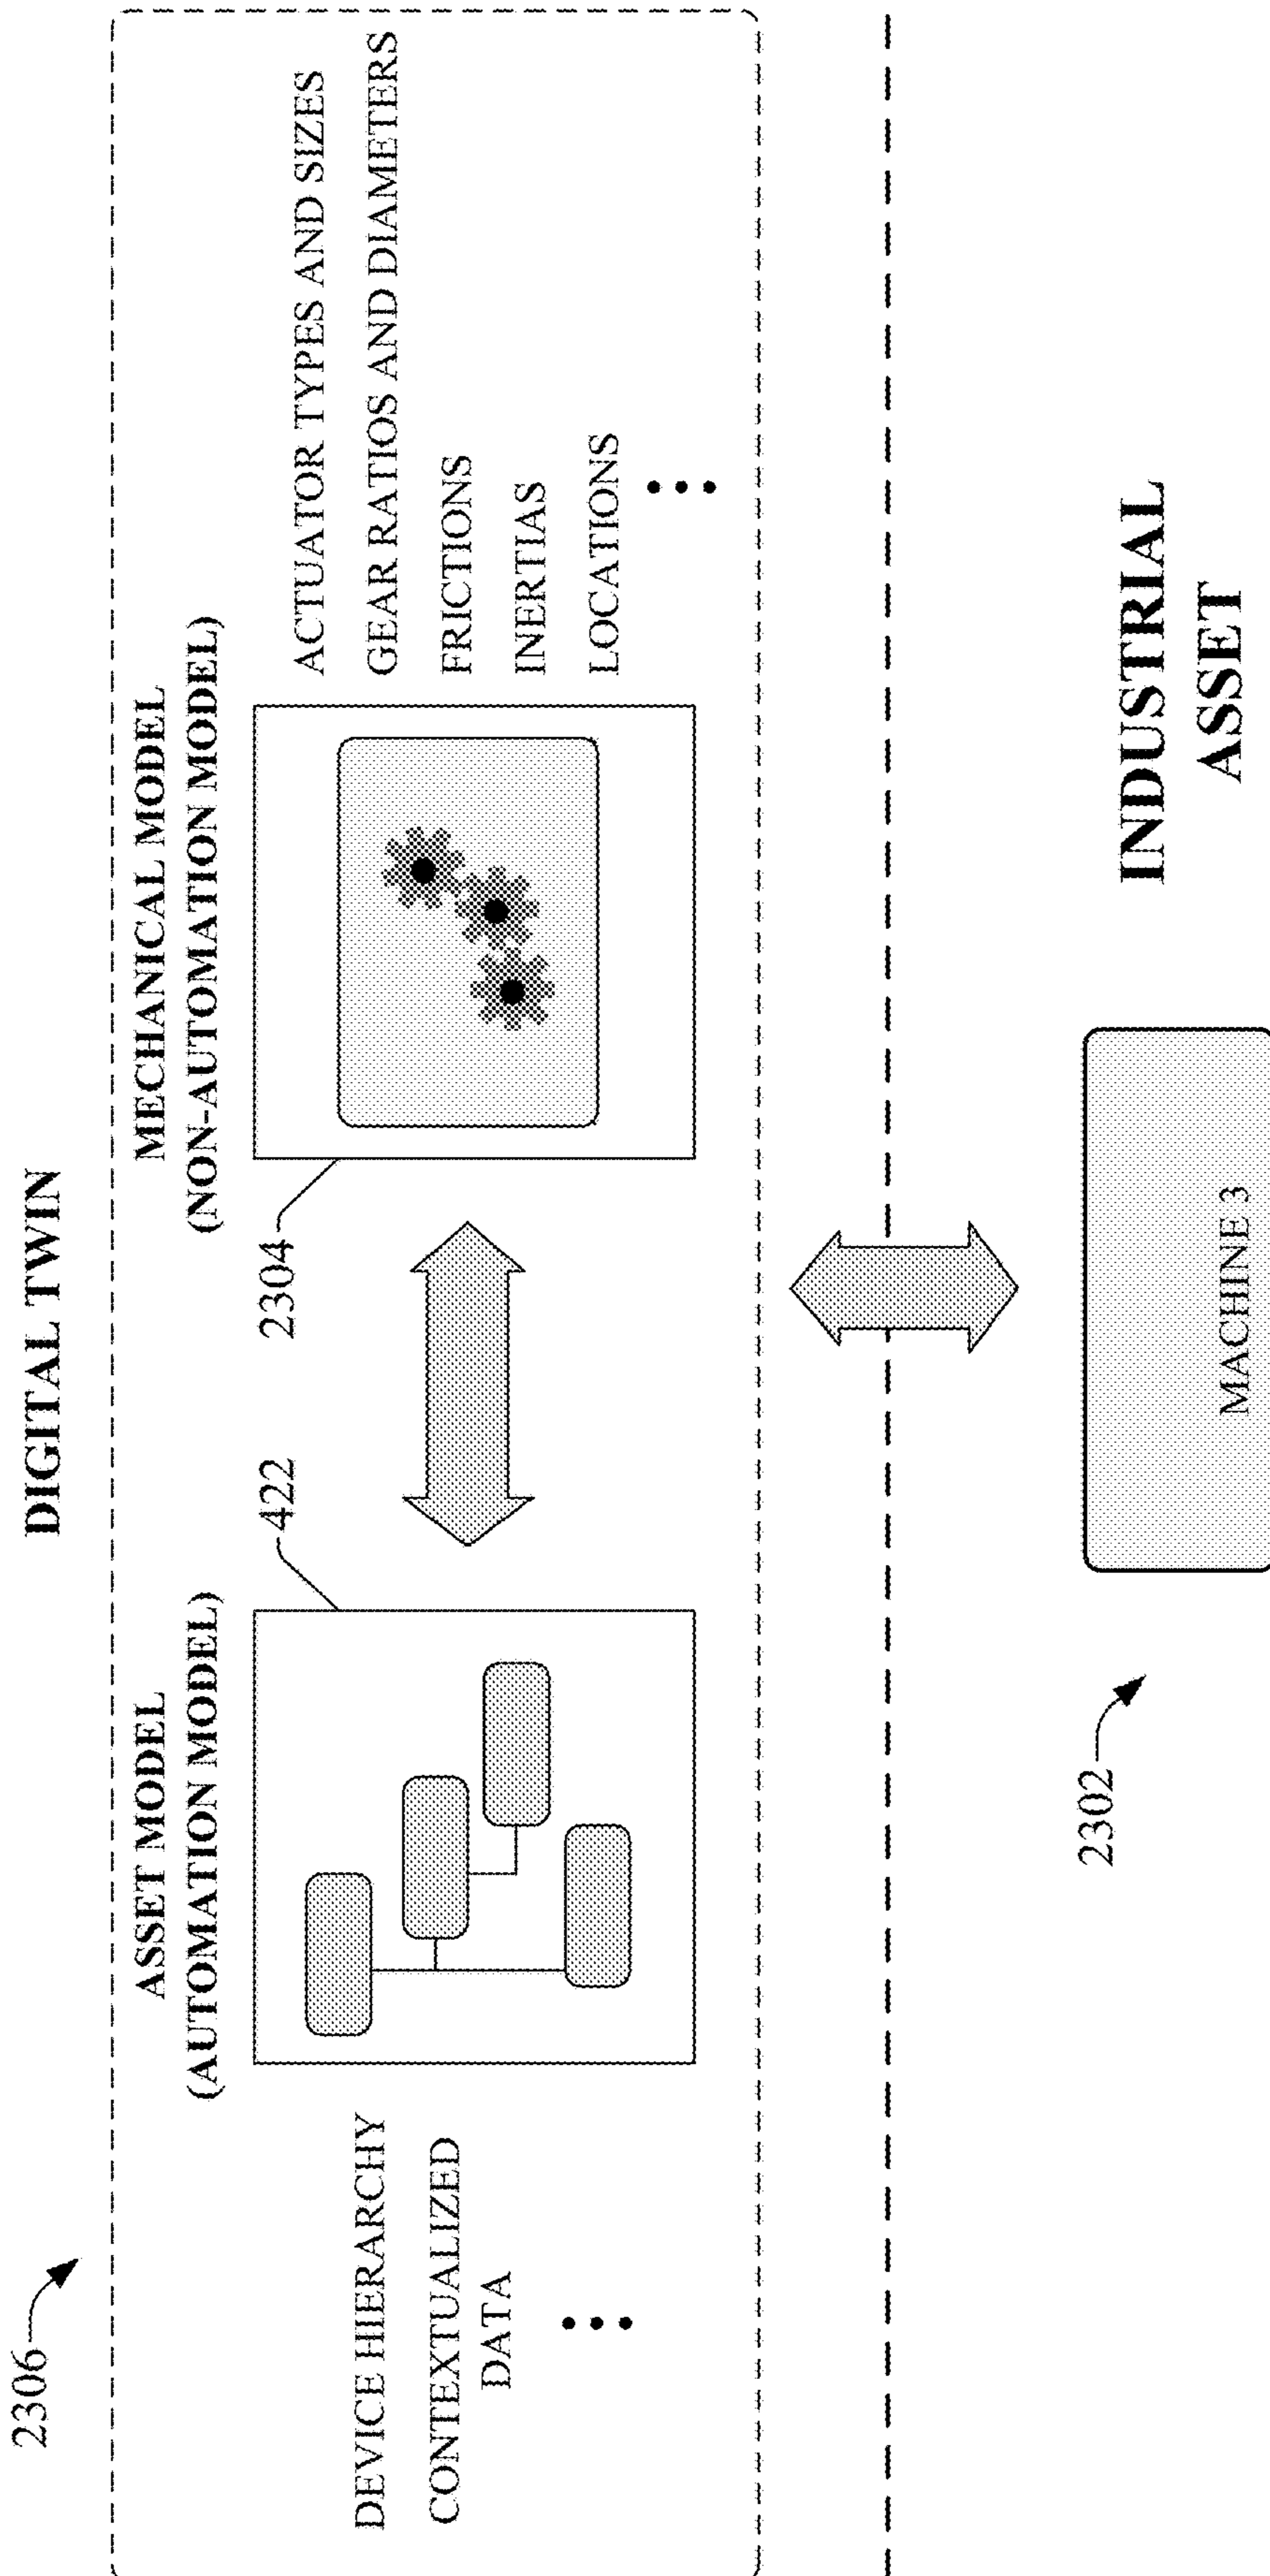 2306
DIGITAL TWIN
ASSET MODEL
(AUTOMATION MODEL)
MECHANICAL MODEL
(NON-AUTOMATION MODEL)
422
2304
DEVICE HIERARCHY
CONTEXTUALIZED
DATA
ACTUATOR TYPES AND SIZES
GEAR RATIOS AND DIAMETERS
FRICTIONS
INERTIAS
LOCATIONS
2302
MACHINE 3
INDUSTRIAL
ASSET